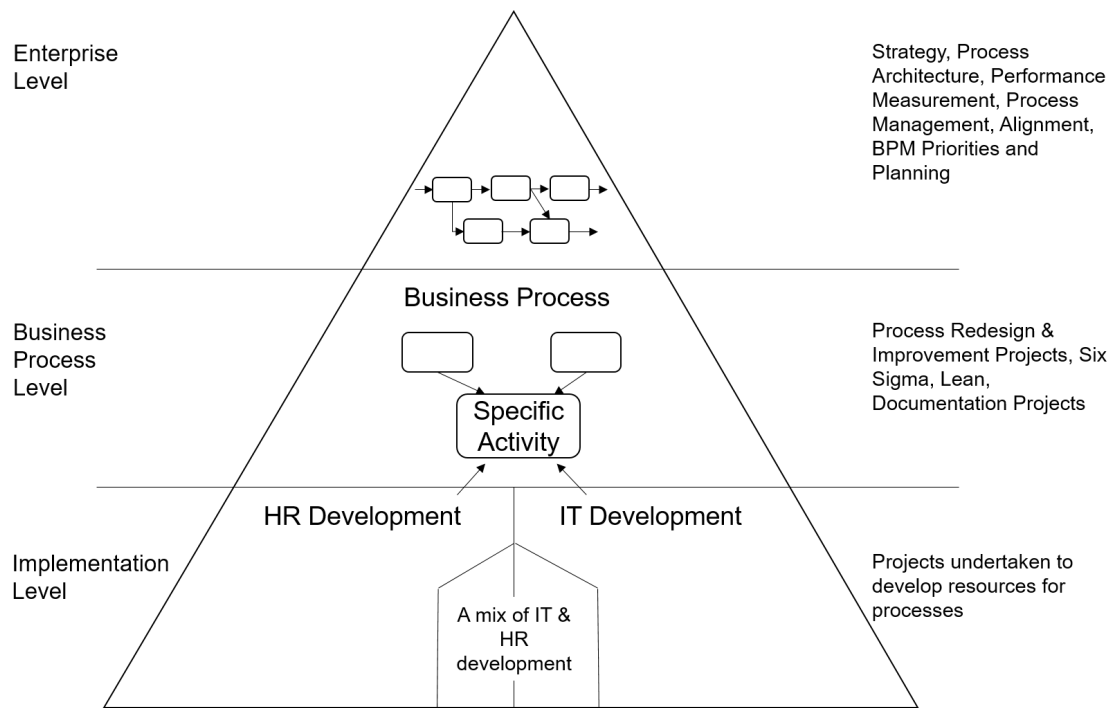 Enterprise
Level
Strategy, Process
Architecture, Performance
Measurement, Process
Management, Alignment,
BPM Priorities and
Planning
Business Process
Business
Process
Level
Specific
Activity
Process Redesign &
Improvement Projects, Six
Sigma, Lean,
Documentation Projects
HR Development
IT Development
Implementation
Level
A mix of IT &
HR
development
Projects undertaken to
develop resources for
processes